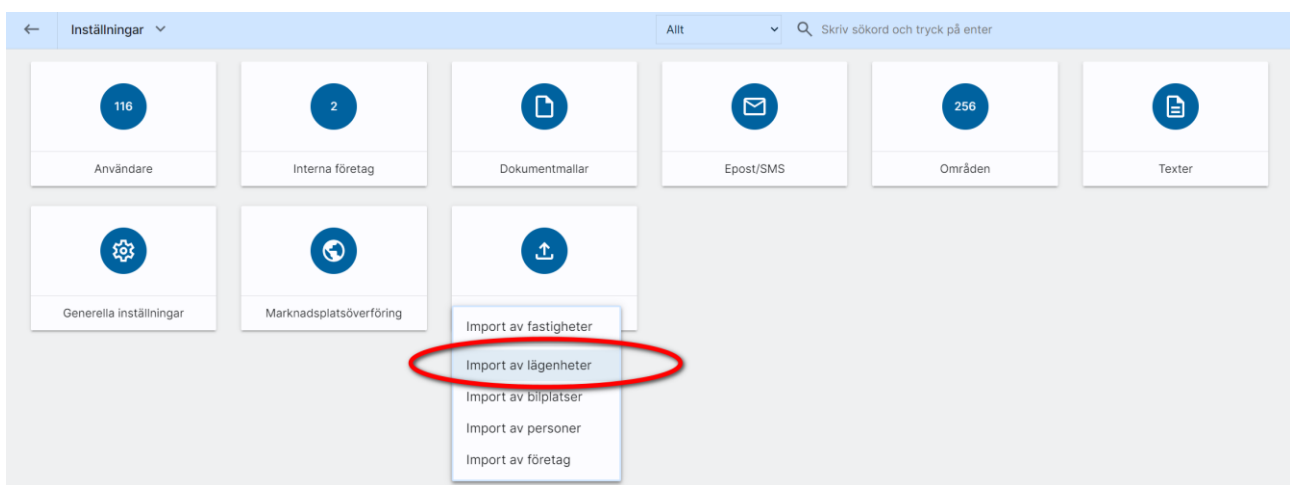 Inställningar
Allt
Skriv sökord och tryck på enter
116
2
256
Användare
Interna företag
Dokumentmallar
Epost/SMS
Områden
Texter
Generella inställningar
Marknadsplatsöverföring
Import av fastigheter
Import av lägenheter
Import av bilplatser
Import av personer
Import av företag